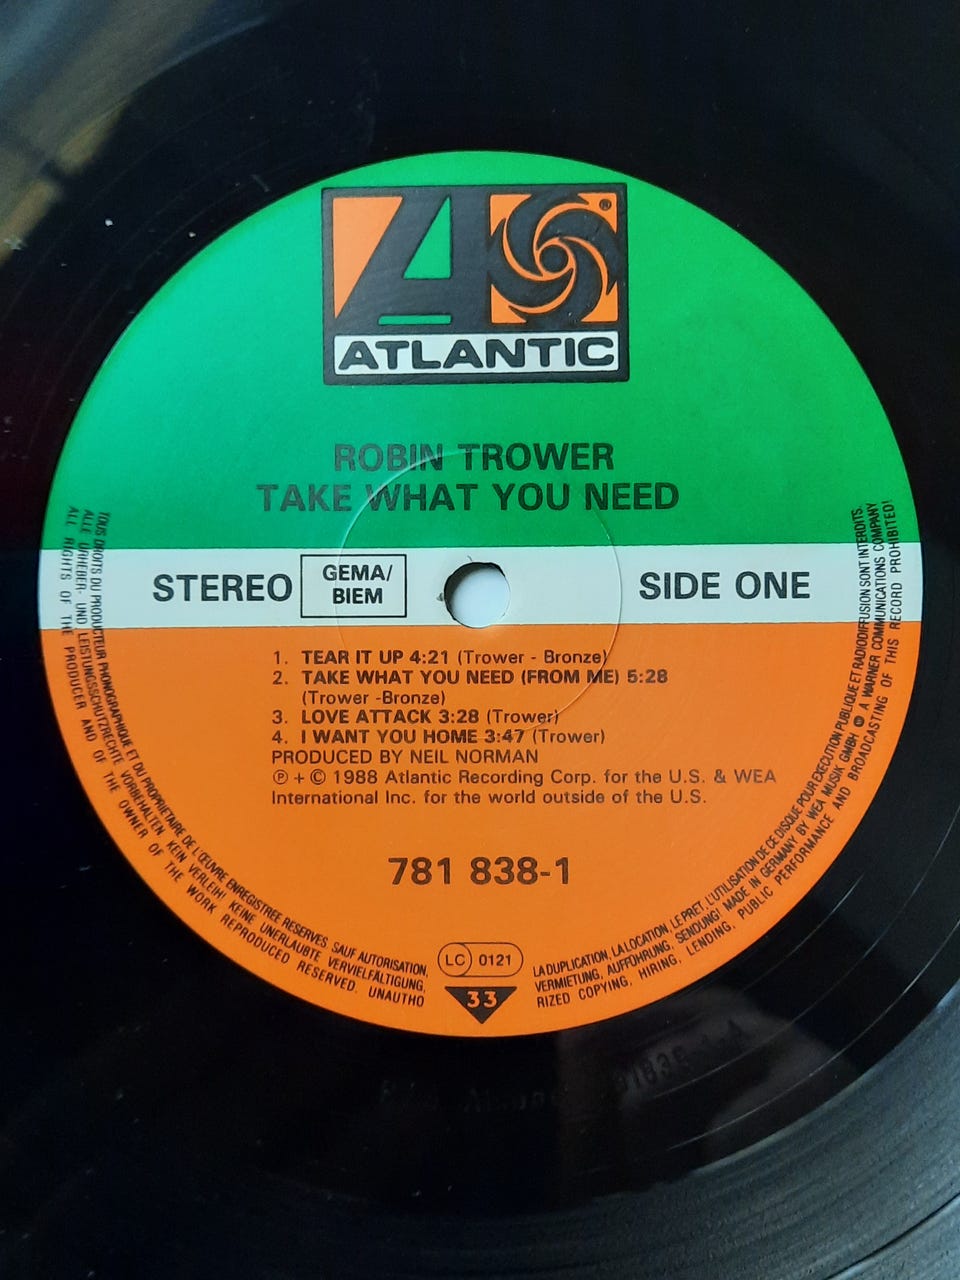 ATLANTIC
®
ROBIN TROWER
TAKE WHAT YOU NEED
STEREO
GEMA/
BIEM
SIDE ONE
1. TEAR IT UP 4:21 (Trower - Bronze)
2. TAKE WHAT YOU NEED (FROM ME) 5:28
(Trower -Bronze)
3. LOVE ATTACK 3:28 (Trower)
4. I WANT YOU HOME 3:47 (Trower)
PRODUCED BY NEIL NORMAN
℗ + © 1988 Atlantic Recording Corp. for the U.S. & WEA
International Inc. for the world outside of the U.S.
781 838-1
LC 0121
33
TOUS DROITS DU PRODUCTEUR PHONOGRAPHIQUE ET DU PROPRIETAIRE DE L'ŒUVRE ENREGISTREE RESERVES. SAUF AUTORISATION,
LA DUPLICATION, LA LOCATION, LE PRET, L'UTILISATION DE CE DISQUE POUR EXECUTION PUBLIQUE ET RADIODIFFUSION SONT INTERDITS.
ALLE URHEBER- UND LEISTUNGSSCHUTZRECHTE VORBEHALTEN. KEIN VERLEIH! KEINE UNERLAUBTE VERVIELFÄLTIGUNG,
VERMIETUNG, AUFFÜHRUNG, SENDUNG! MADE IN GERMANY BY WEA MUSIK GMBH A WARNER COMMUNICATIONS COMPANY
ALL RIGHTS OF THE PRODUCER AND OF THE OWNER OF THE WORK REPRODUCED RESERVED. UNAUTHO
RIZED COPYING, HIRING, LENDING, PUBLIC PERFORMANCE AND BROADCASTING OF THIS RECORD PROHIBITED!